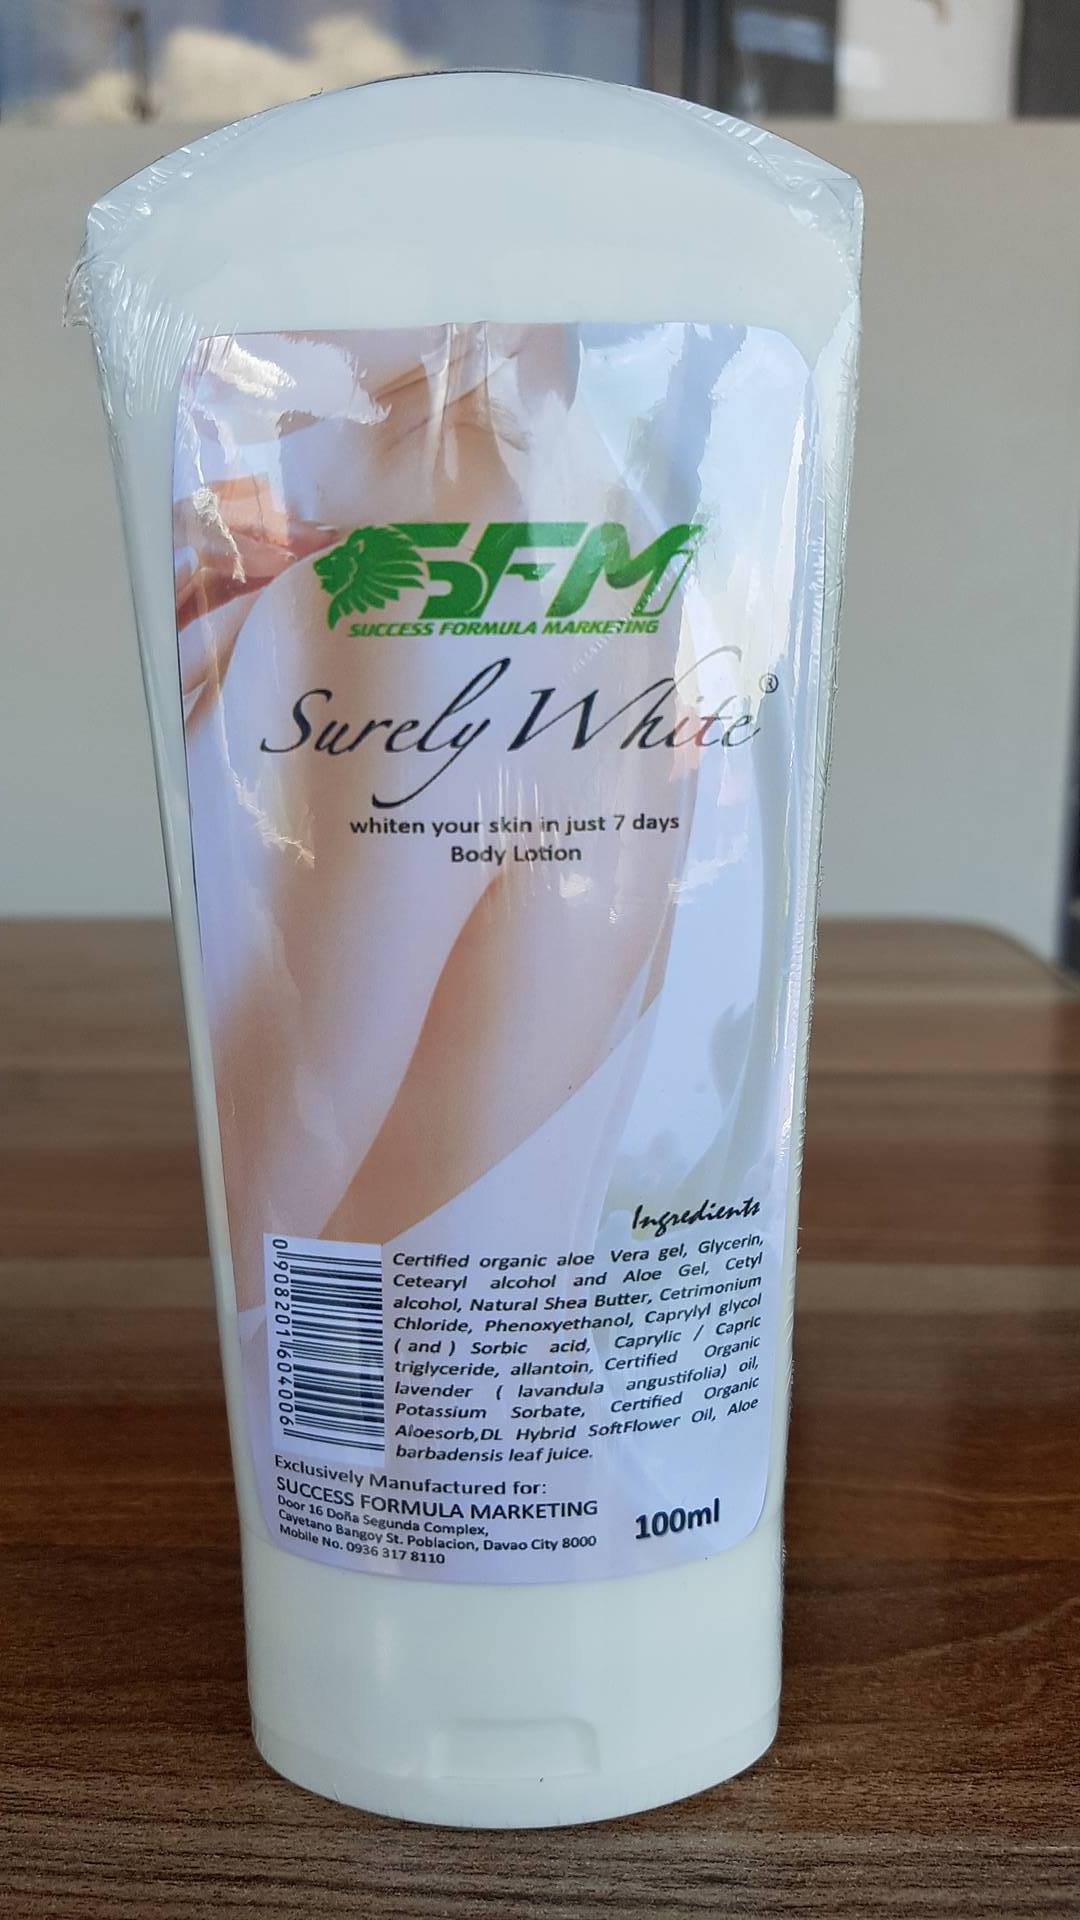 SFM
SUCCESS FORMULA MARKETING
Surely White ®
whiten your skin in just 7 days
Body Lotion
Ingredients
Certified organic aloe Vera gel, Glycerin,
Cetearyl alcohol and Aloe Gel, Cetyl
alcohol, Natural Shea Butter, Cetrimonium
Chloride, Phenoxyethanol, Caprylyl glycol
( and ) Sorbic acid, Caprylic / Capric
triglyceride, allantoin, Certified Organic
lavender ( lavandula angustifolia) oil,
Potassium Sorbate, Certified Organic
Aloesorb,DL Hybrid SoftFlower Oil, Aloe
barbadensis leaf juice.
0 908201 604006
Exclusively Manufactured for:
SUCCESS FORMULA MARKETING
Door 16 Doña Segunda Complex,
Cayetano Bangoy St. Poblacion, Davao City 8000
Mobile No. 0936 317 8110
100ml